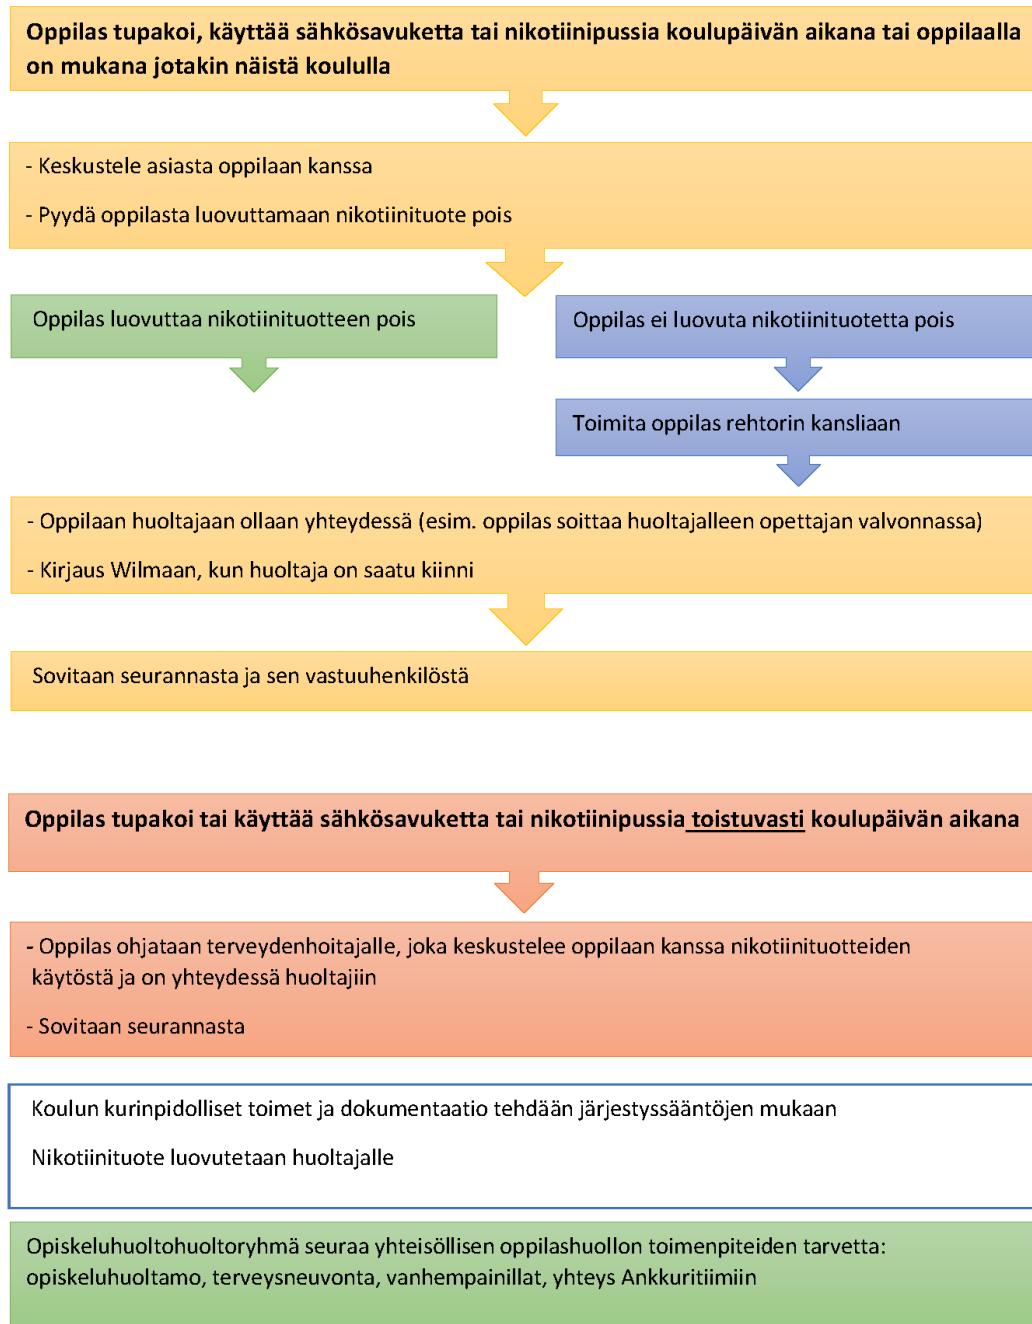 Oppilas tupakoi, käyttää sähkösavuketta tai nikotiinipussia koulupäivän aikana tai oppilaalla
on mukana jotakin näistä koululla
- Keskustele asiasta oppilaan kanssa
- Pyydä oppilasta luovuttamaan nikotiinituote pois
Oppilas luovuttaa nikotiinituotteen pois
Oppilas ei luovuta nikotiinituotetta pois
Toimita oppilas rehtorin kansliaan
- Oppilaan huoltajaan ollaan yhteydessä (esim. oppilas soittaa huoltajalleen opettajan valvonnassa)
- Kirjaus Wilmaan, kun huoltaja on saatu kiinni
Sovitaan seurannasta ja sen vastuuhenkilöstä
Oppilas tupakoi tai käyttää sähkösavuketta tai nikotiinipussia toistuvasti koulupäivän aikana
- Oppilas ohjataan terveydenhoitajalle, joka keskustelee oppilaan kanssa nikotiinituotteiden
käytöstä ja on yhteydessä huoltajiin
- Sovitaan seurannasta
Koulun kurinpidolliset toimet ja dokumentaatio tehdään järjestyssääntöjen mukaan
Nikotiinituote luovutetaan huoltajalle
Opiskeluhuoltohuoltoryhmä seuraa yhteisöllisen oppilashuollon toimenpiteiden tarvetta:
opiskeluhuoltamo, terveysneuvonta, vanhempainillat, yhteys Ankkuritiimiin